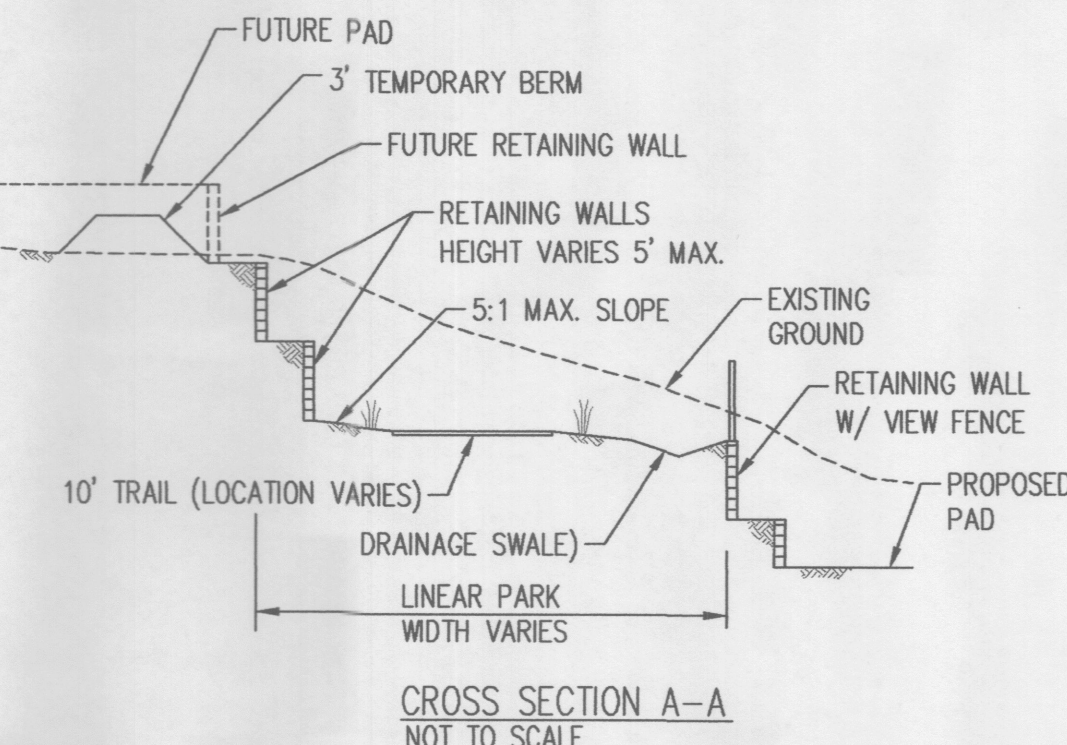 FUTURE PAD
3' TEMPORARY BERM
FUTURE RETAINING WALL
RETAINING WALLS
HEIGHT VARIES 5' MAX.
5:1 MAX. SLOPE
EXISTING
GROUND
RETAINING WALL
W/ VIEW FENCE
10' TRAIL (LOCATION VARIES)
PROPOSED
PAD
DRAINAGE SWALE)
LINEAR PARK
WIDTH VARIES
CROSS SECTION A-A
NOT TO SCALE